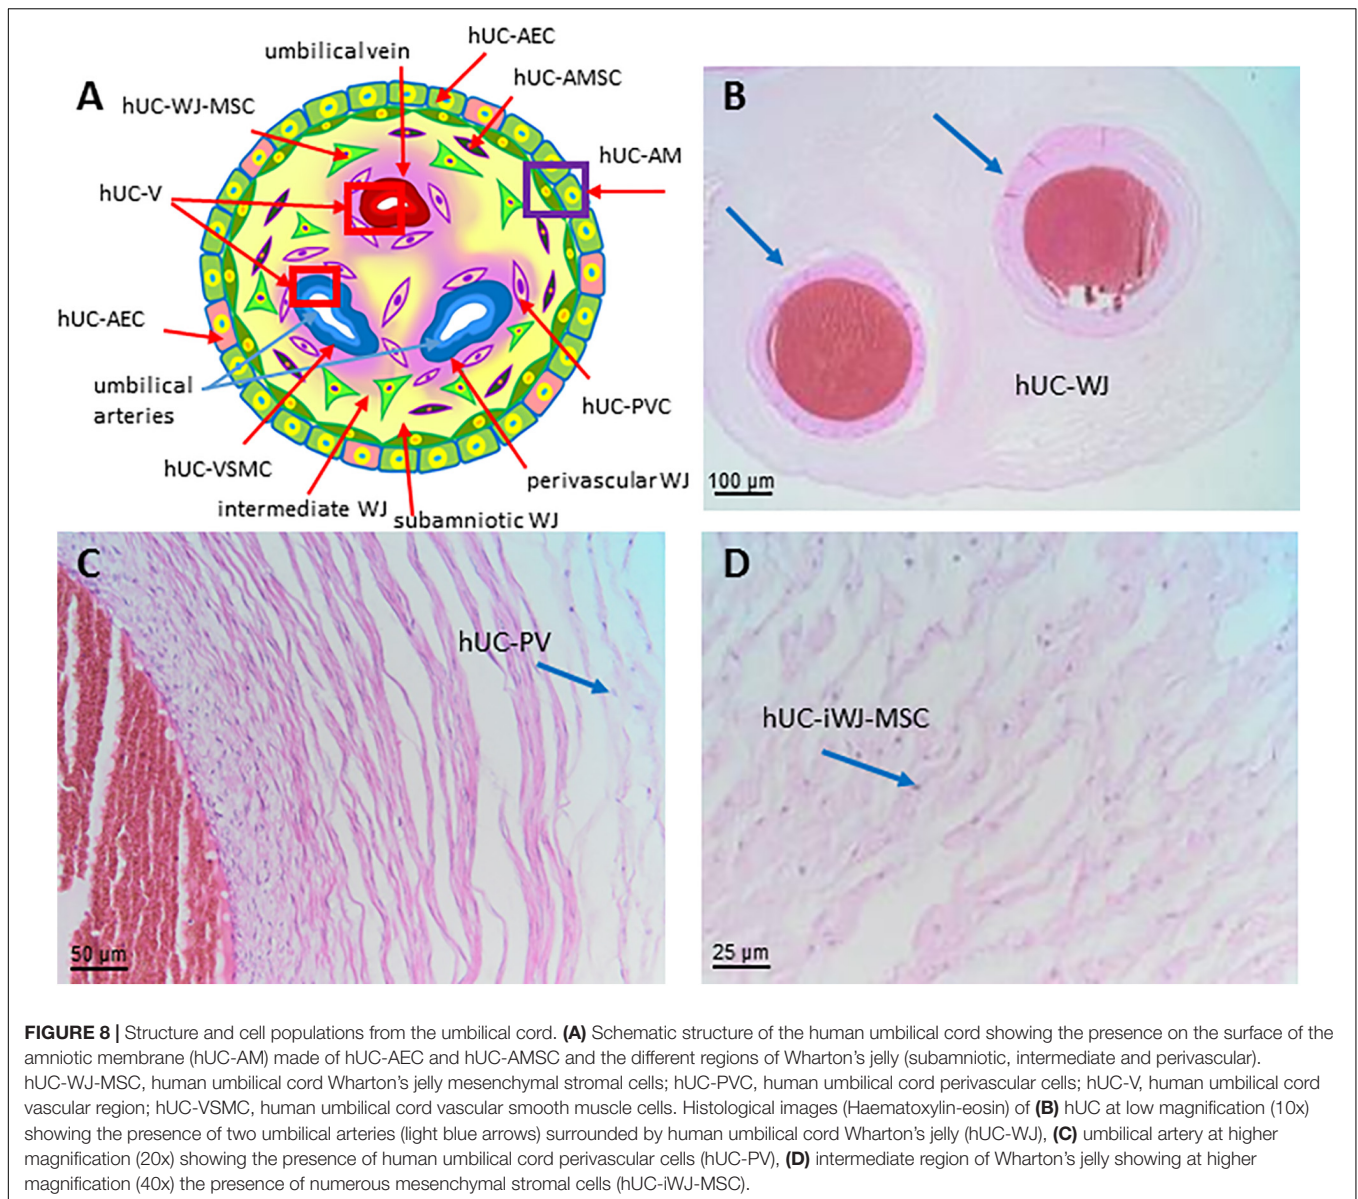 A
umbilical vein
hUC-AEC
hUC-AMSC
hUC-WJ-MSC
hUC-AM
hUC-V
hUC-AEC
umbilical
arteries
hUC-PVC
hUC-VSMC
perivascular WJ
intermediate WJ
subamniotic WJ
B
hUC-WJ
100 µm
C
hUC-PV
50 µm
D
hUC-iWJ-MSC
25 µm
FIGURE 8 | Structure and cell populations from the umbilical cord. (A) Schematic structure of the human umbilical cord showing the presence on the surface of the
amniotic membrane (hUC-AM) made of hUC-AEC and hUC-AMSC and the different regions of Wharton's jelly (subamniotic, intermediate and perivascular).
hUC-WJ-MSC, human umbilical cord Wharton's jelly mesenchymal stromal cells; hUC-PVC, human umbilical cord perivascular cells; hUC-V, human umbilical cord
vascular region; hUC-VSMC, human umbilical cord vascular smooth muscle cells. Histological images (Haematoxylin-eosin) of (B) hUC at low magnification (10x)
showing the presence of two umbilical arteries (light blue arrows) surrounded by human umbilical cord Wharton's jelly (hUC-WJ), (C) umbilical artery at higher
magnification (20x) showing the presence of human umbilical cord perivascular cells (hUC-PV), (D) intermediate region of Wharton's jelly showing at higher
magnification (40x) the presence of numerous mesenchymal stromal cells (hUC-iWJ-MSC).